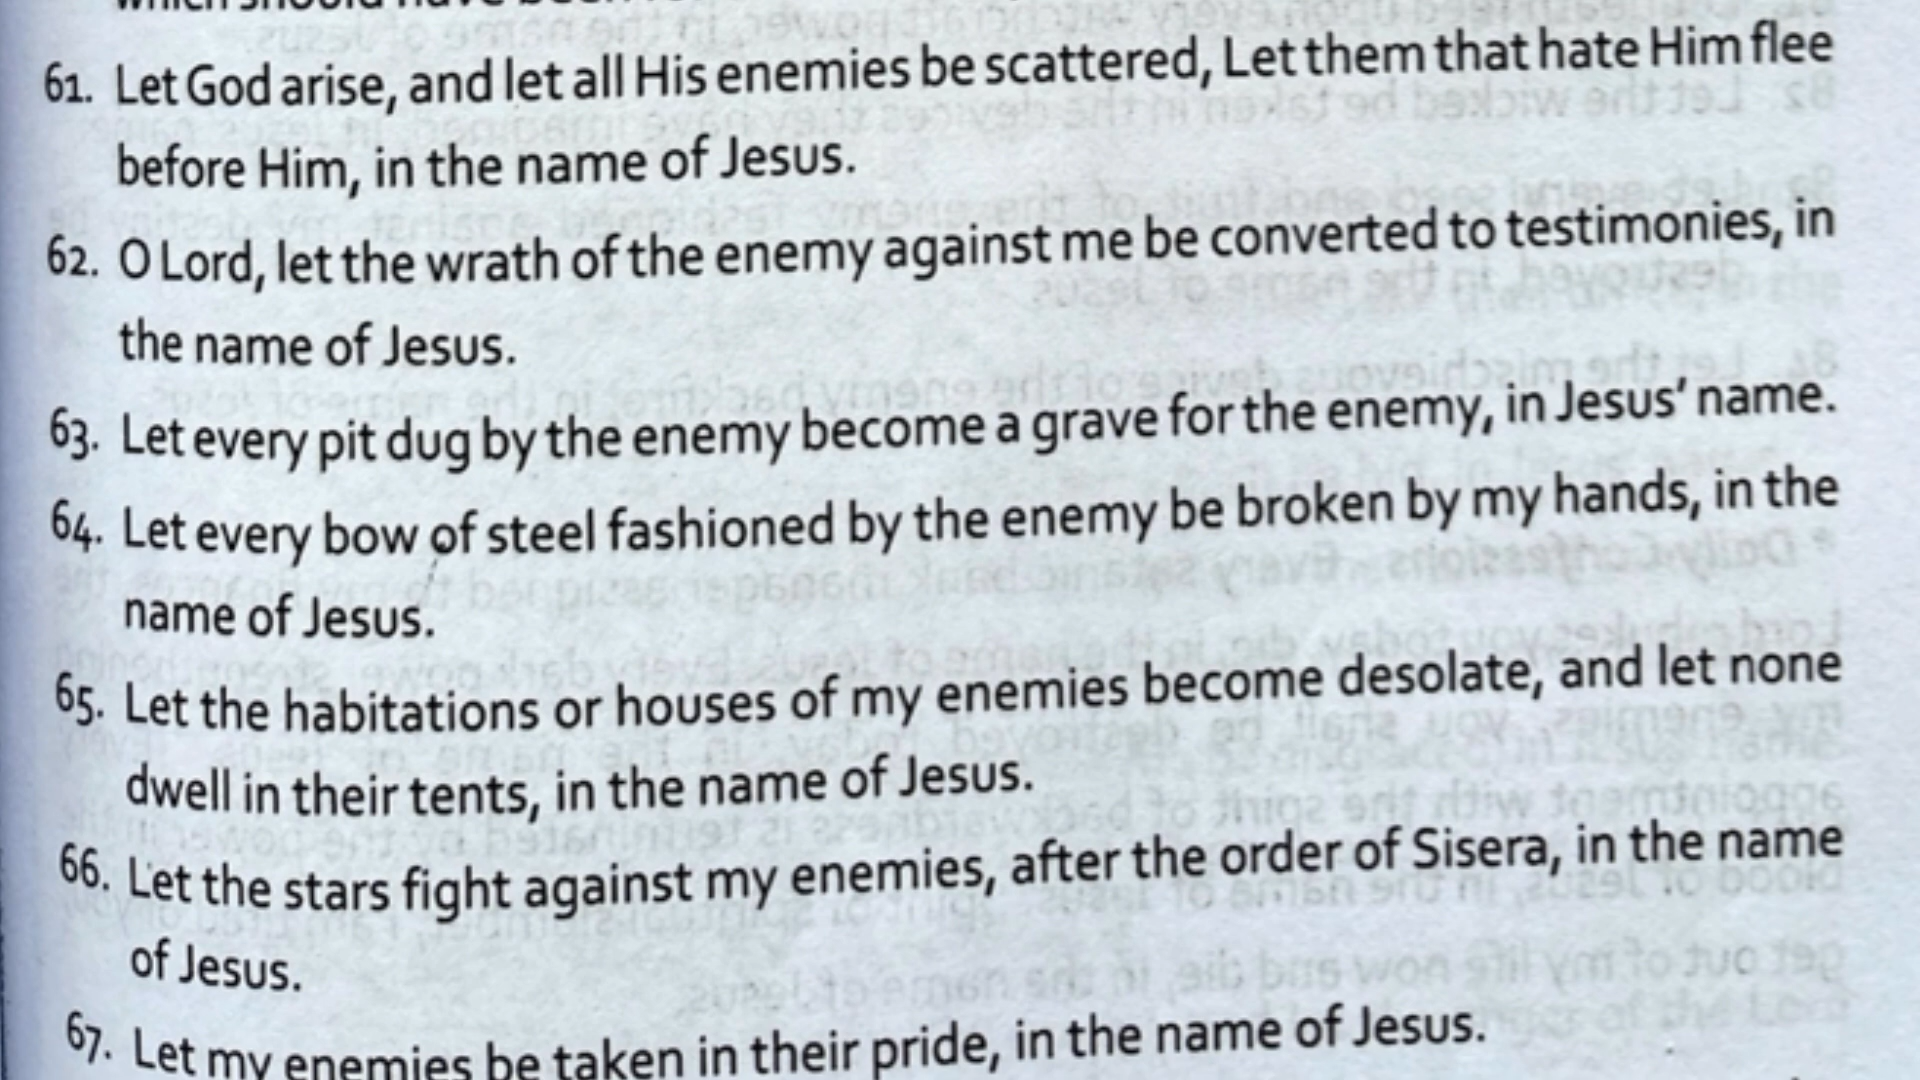 61. Let God arise, and let all His enemies be scattered, Let them that hate Him flee
before Him, in the name of Jesus.
62. O Lord, let the wrath of the enemy against me be converted to testimonies, in
the name of Jesus.
63. Let every pit dug by the enemy become a grave for the enemy, in Jesus' name.
64. Let every bow of steel fashioned by the enemy be broken by my hands, in the
name of Jesus.
65. Let the habitations or houses of my enemies become desolate, and let none
dwell in their tents, in the name of Jesus.
66. Let the stars fight against my enemies, after the order of Sisera, in the name
of Jesus.
67. Let my enemies be taken in their pride, in the name of Jesus.